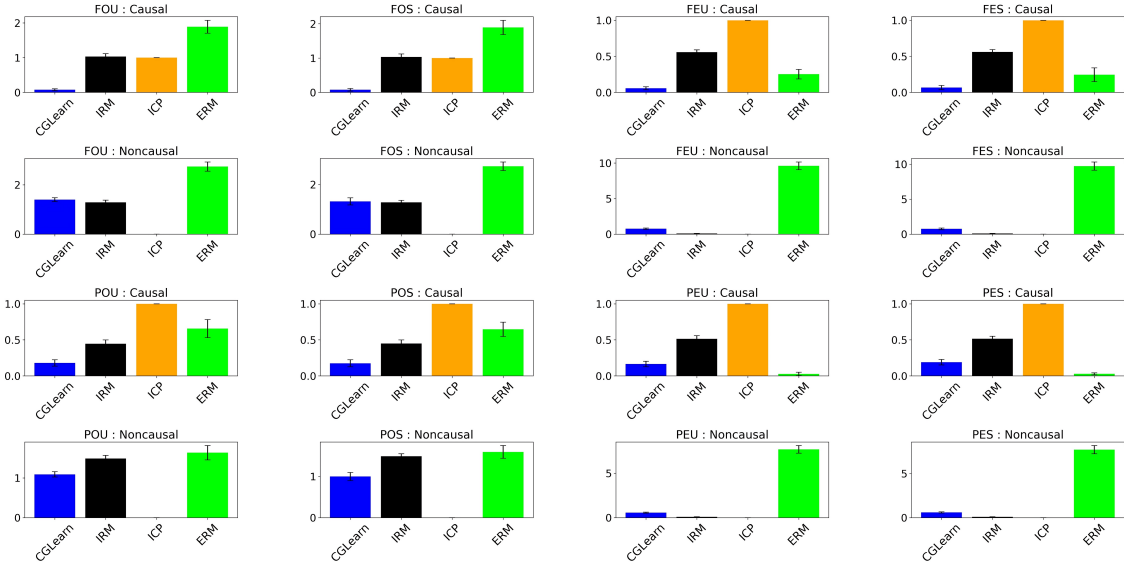 FOU : Causal
2
1
0
CGLearn
IRM
ICP
ERM
FOS : Causal
2
1
0
CGLearn
IRM
ICP
ERM
FEU : Causal
1.0
0.5
0.0
CGLearn
IRM
ICP
ERM
FES : Causal
1.0
0.5
0.0
CGLearn
IRM
ICP
ERM
FOU : Noncausal
2
0
CGLearn
IRM
ICP
ERM
FOS : Noncausal
2
0
CGLearn
IRM
ICP
ERM
FEU : Noncausal
10
5
0
CGLearn
IRM
ICP
ERM
FES : Noncausal
10
5
0
CGLearn
IRM
ICP
ERM
POU : Causal
1.0
0.5
0.0
CGLearn
IRM
ICP
ERM
POS : Causal
1.0
0.5
0.0
CGLearn
IRM
ICP
ERM
PEU : Causal
1.0
0.5
0.0
CGLearn
IRM
ICP
ERM
PES : Causal
1.0
0.5
0.0
CGLearn
IRM
ICP
ERM
POU : Noncausal
1
0
CGLearn
IRM
ICP
ERM
POS : Noncausal
1
0
CGLearn
IRM
ICP
ERM
PEU : Noncausal
5
0
CGLearn
IRM
ICP
ERM
PES : Noncausal
5
0
CGLearn
IRM
ICP
ERM